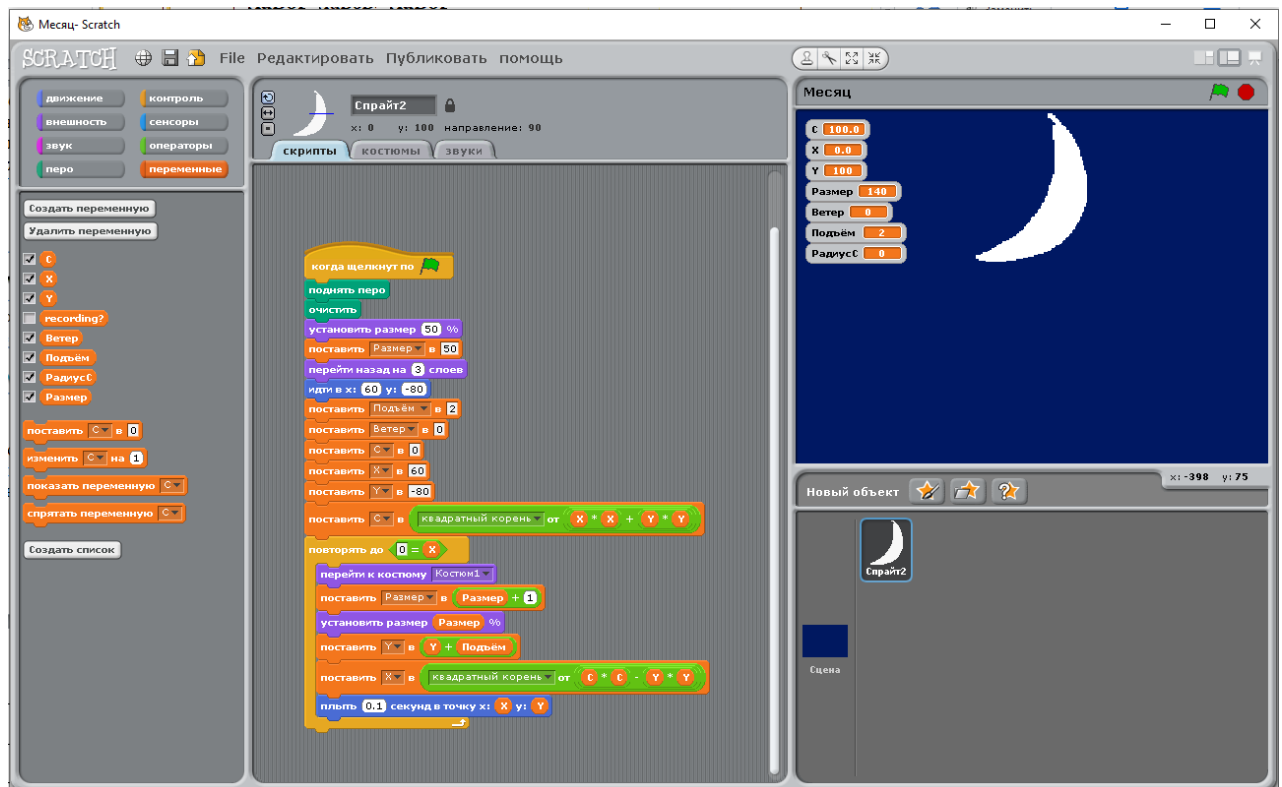 Месяц- Scratch
SCRATCH File Редактировать Публиковать помощь
движение контроль
внешность сенсоры
звук операторы
перо переменные
Создать переменную
Удалить переменную
C
X
Y
recording?
Ветер
Подъём
РадиусС
Размер
поставить C в 0
изменить C на 1
показать переменную C
спрятать переменную C
Создать список
Спрайт2
x: 0 y: 100 направление: 90
скрипты костюмы звуки
когда щелкнут по
поднять перо
очистить
установить размер 50 %
поставить Размер в 50
перейти назад на 3 слоев
идти в x: 60 y: -80
поставить Подъём в 2
поставить Ветер в 0
поставить C в 0
поставить X в 60
поставить Y в -80
поставить C в квадратный корень от X * X + Y * Y
повторять до 0 = X
перейти к костюму Костюм1
поставить Размер в Размер + 1
установить размер Размер %
поставить Y в Y + Подъём
поставить X в квадратный корень от C * C - Y * Y
плыть 0.1 секунд в точку x: X y: Y
Месяц
C 100.0
X 0.0
Y 100
Размер 140
Ветер 0
Подъём 2
РадиусС 0
x: -398 y: 75
Новый объект
Спрайт2
Сцена